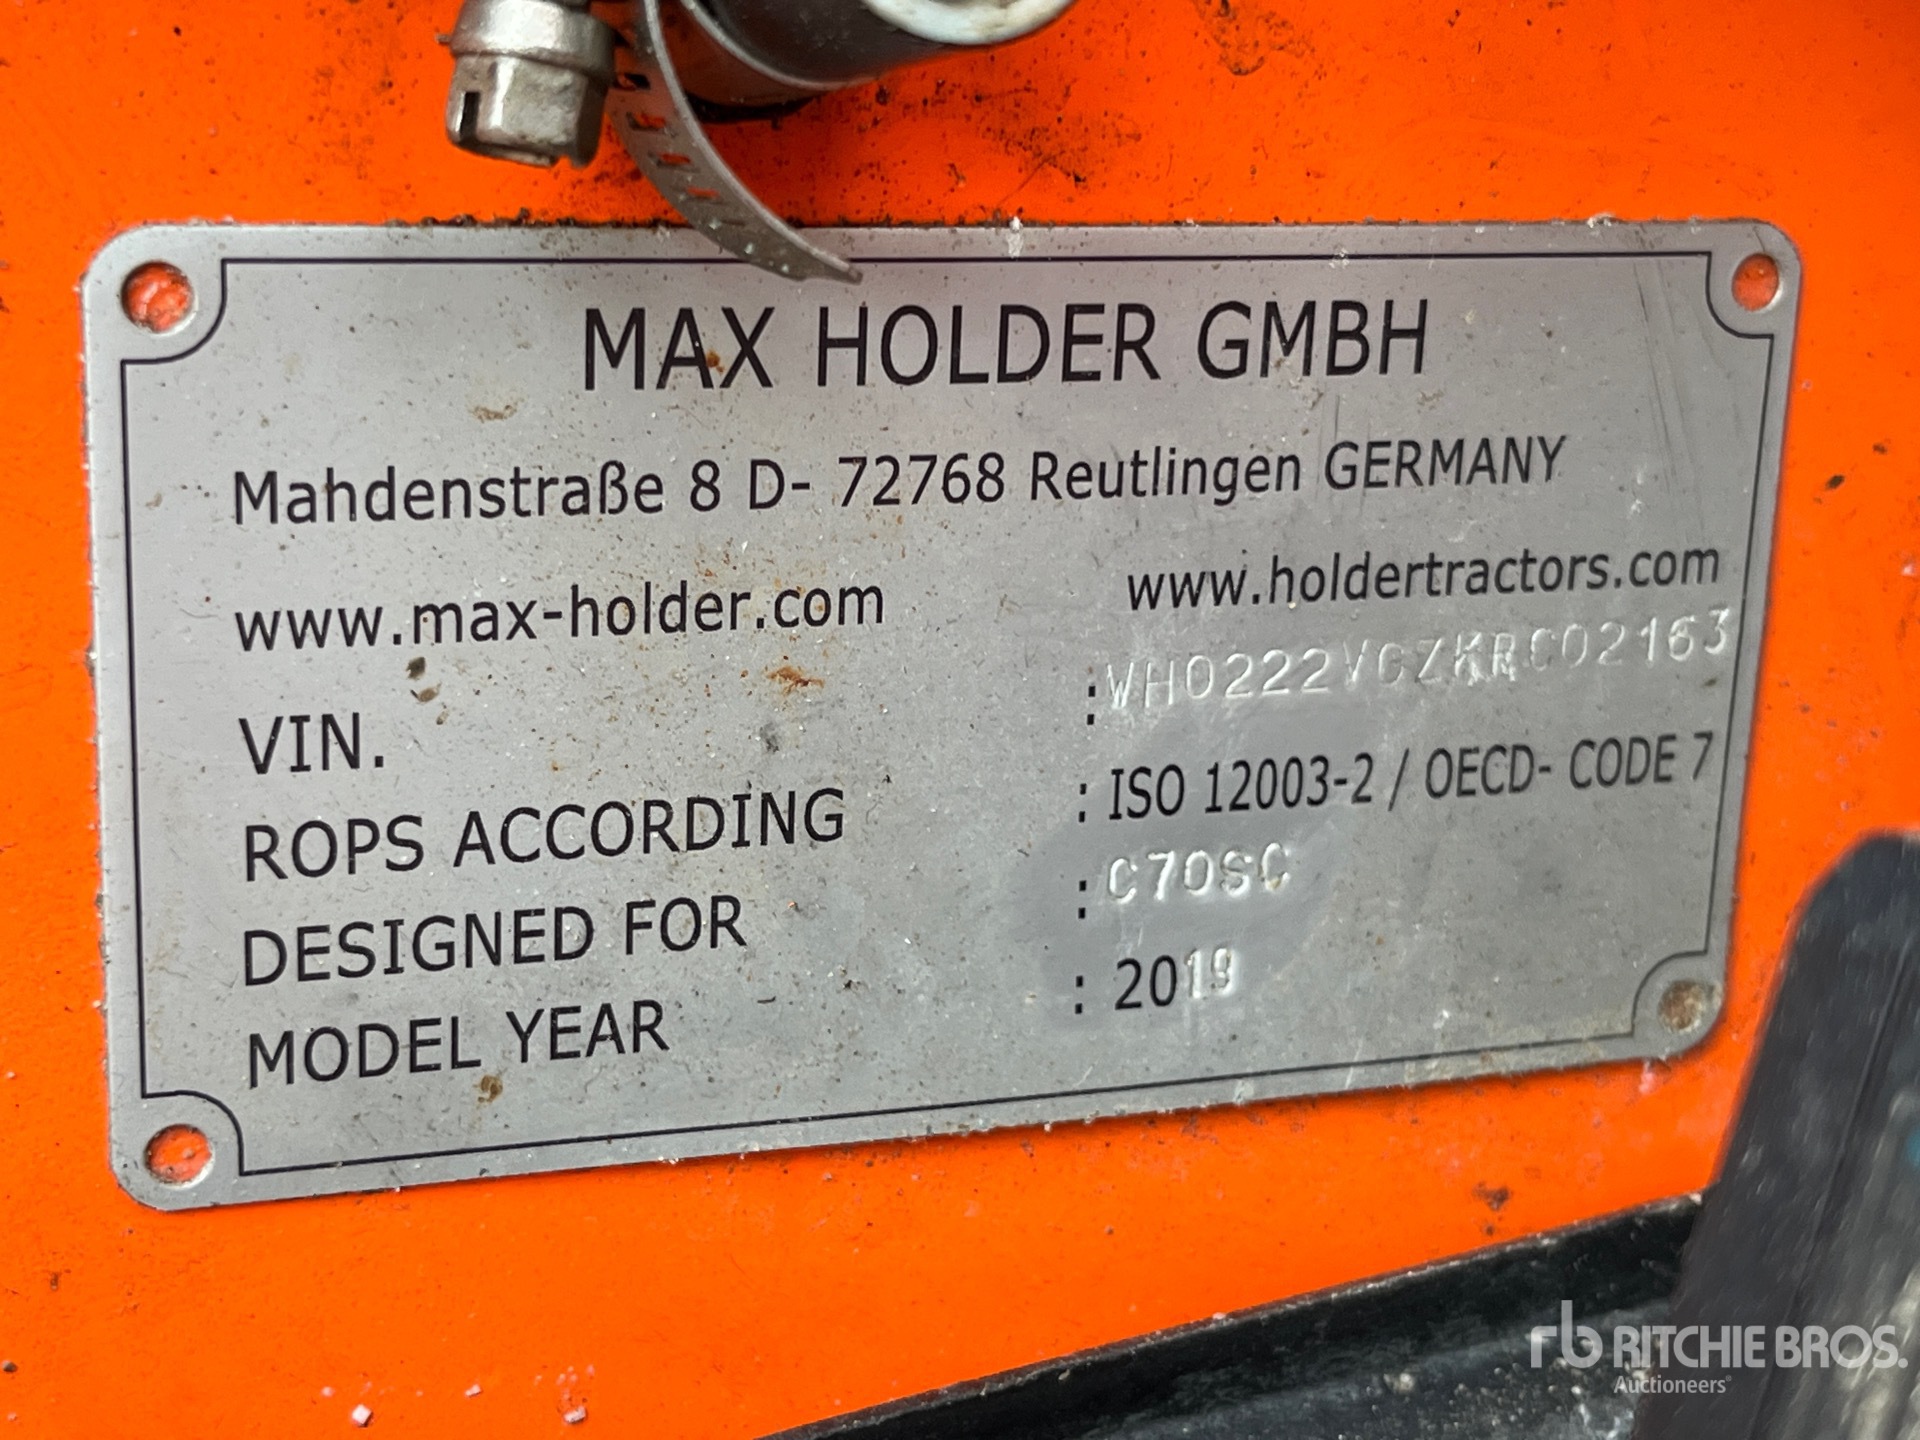 MAX HOLDER GMBH
Mahdenstraße 8 D- 72768 Reutlingen GERMANY
www.max-holder.com www.holdertractors.com
VIN. :
ROPS ACCORDING : ISO 12003-2 / OECD- CODE 7
DESIGNED FOR : C70SC
MODEL YEAR : 2019
rb RITCHIE BROS.
Auctioneers